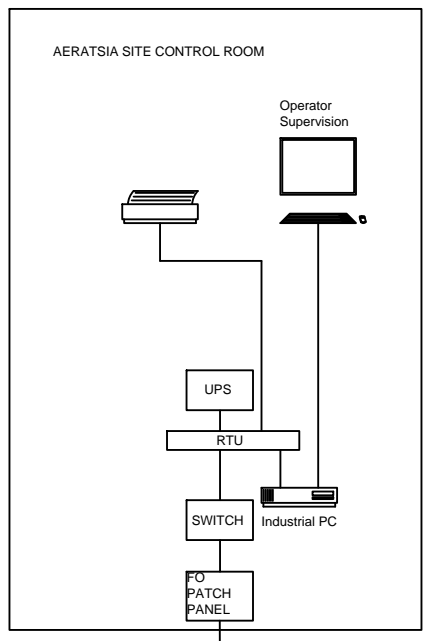 AERATSIA SITE CONTROL ROOM
Operator
Supervision
UPS
RTU
SWITCH
Industrial PC
FO
PATCH
PANEL